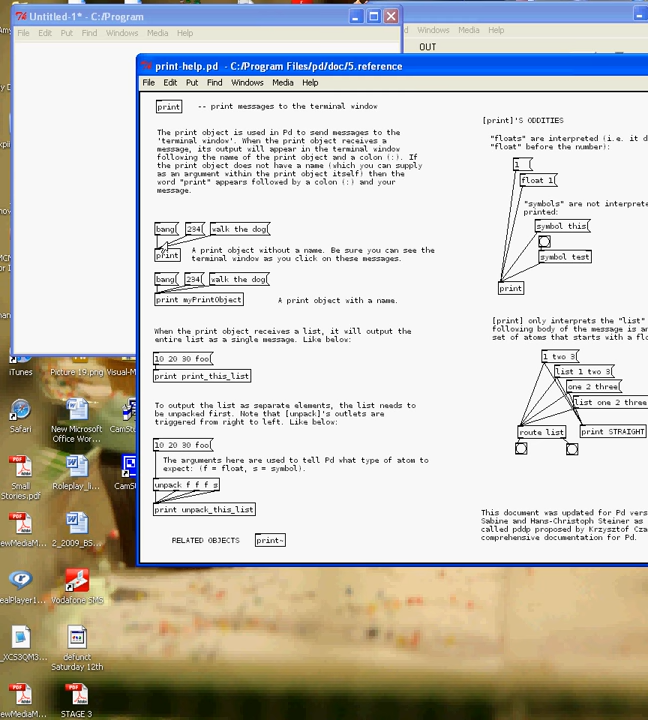 Untitled-1* - C:/Program
File Edit Put Find Windows Media Help
Windows Media Help
OUT
print-help.pd - C:/Program Files/pd/doc/5.reference
File Edit Put Find Windows Media Help
print -- print messages to the terminal window
The print object is used in Pd to send messages to the
'terminal window'. When the print object receives a
message, its output will appear in the terminal window
following the name of the print object and a colon (:). If
the print object does not have a name (which you can supply
as an argument within the print object itself) then the
word "print" appears followed by a colon (:) and your
message.
bang 234 walk the dog
print
A print object without a name. Be sure you can see the
terminal window as you click on these messages.
bang 234 walk the dog
print myPrintObject
A print object with a name.
When the print object receives a list, it will output the
entire list as a single message. Like below:
10 20 30 foo
print print_this_list
To output the list as separate elements, the list needs to
be unpacked first. Note that [unpack]'s outlets are
triggered from right to left. Like below:
10 20 30 foo
The arguments here are used to tell Pd what type of atom to
expect: (f = float, s = symbol).
unpack f f f s
print unpack_this_list
RELATED OBJECTS print~
[print]'S ODDITIES
"floats" are interpreted (i.e. it d
"float" before the number):
1
float 1
"symbols" are not interprete
printed:
symbol this
symbol test
print
[print] only interprets the "list"
following body of the message is an
set of atoms that starts with a flo
1 two 3
list 1 two 3
one 2 three
list one 2 three
route list
print STRAIGHT
This document was updated for Pd vers
Sabine and Hans-Christoph Steiner as
called pddp proposed by Krzysztof Cza
comprehensive documentation for Pd.
iTunes
Picture 19.png
Visual-M
Safari
New Microsoft
Office Wor...
CamStu
Small
Stories.pdf
Roleplay_li...
CamSt
ewMediaM...
2_2009_BS...
ealPlayer1...
Vodafone SMS
_XCS3QM3...
defunct
Saturday 12th
ewMediaM...
STAGE 3